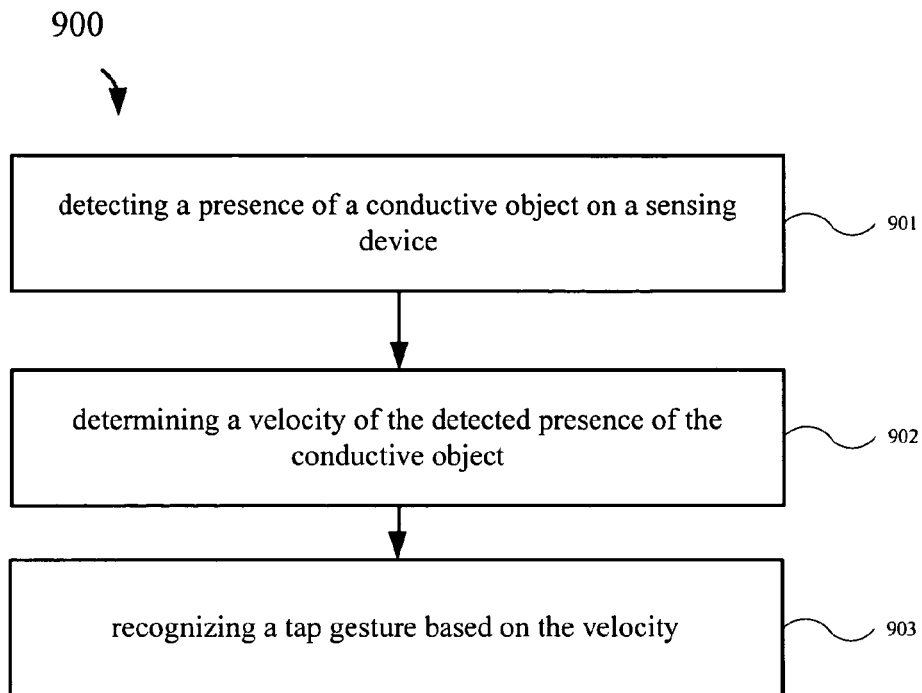 900
detecting a presence of a conductive object on a sensing
device
901
determining a velocity of the detected presence of the
conductive object
902
recognizing a tap gesture based on the velocity
903